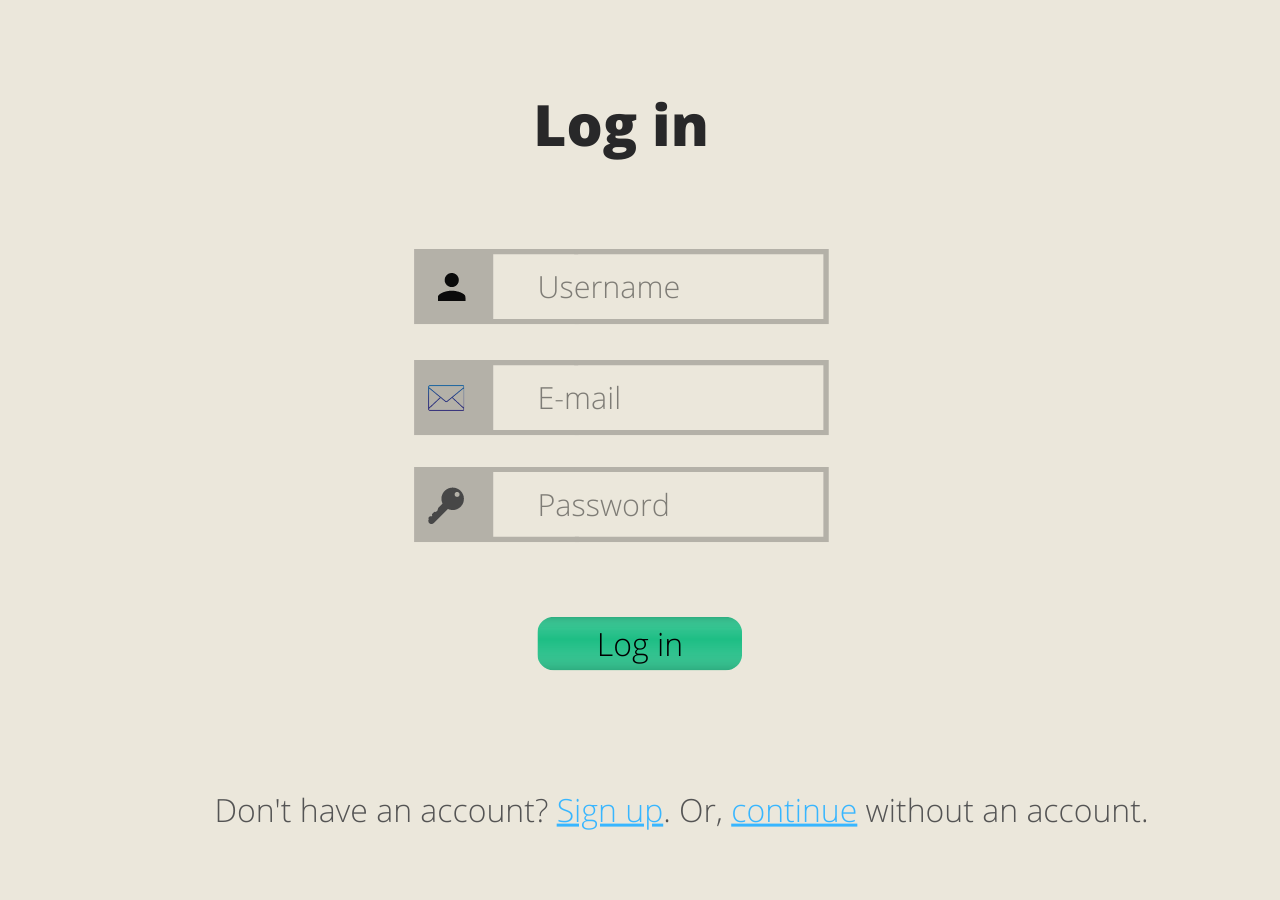 Log in
Username
E-mail
Password
Log in
Don't have an account? Sign up. Or, continue without an account.